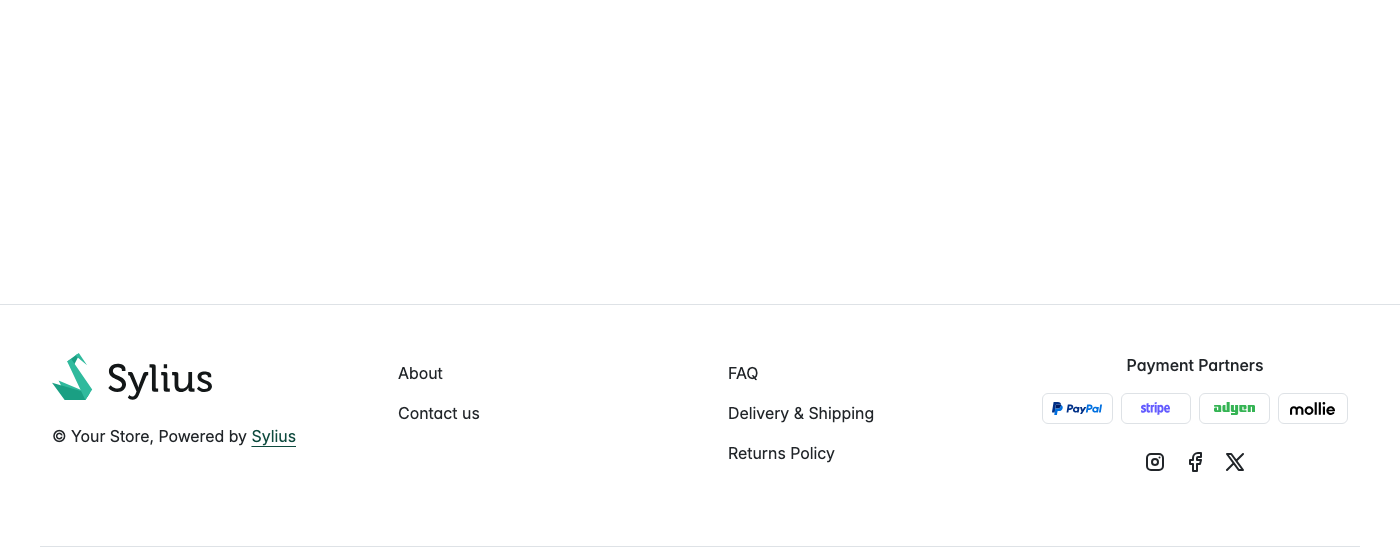 Sylius
© Your Store, Powered by Sylius
About
Contact us
FAQ
Delivery & Shipping
Returns Policy
Payment Partners
PayPal
stripe
adyen
mollie